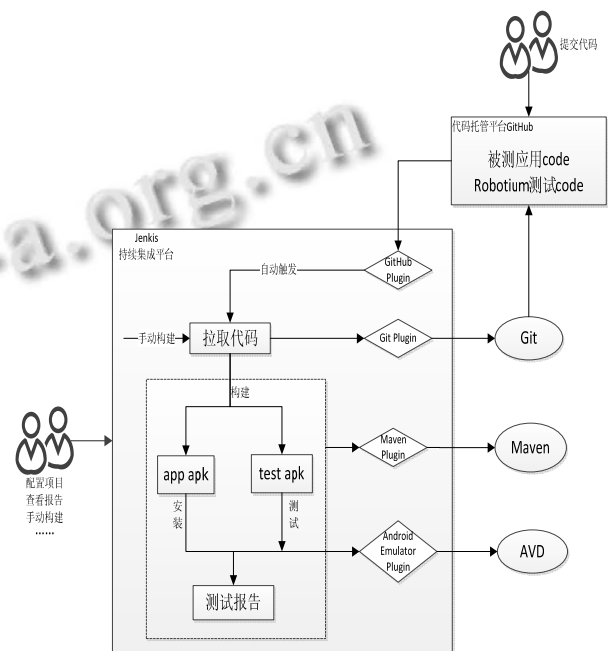 提交代码
代码托管平台GitHub
被测应用code
Robotium测试code
a.org.cn
Jenkis
持续集成平台
GitHub
Plugin
自动触发
手动构建
拉取代码
Git Plugin
Git
构建
app apk
test apk
Maven
Plugin
Maven
配置项目
查看报告
手动构建
……
安
装
测
试
Android
Emulator
Plugin
AVD
测试报告